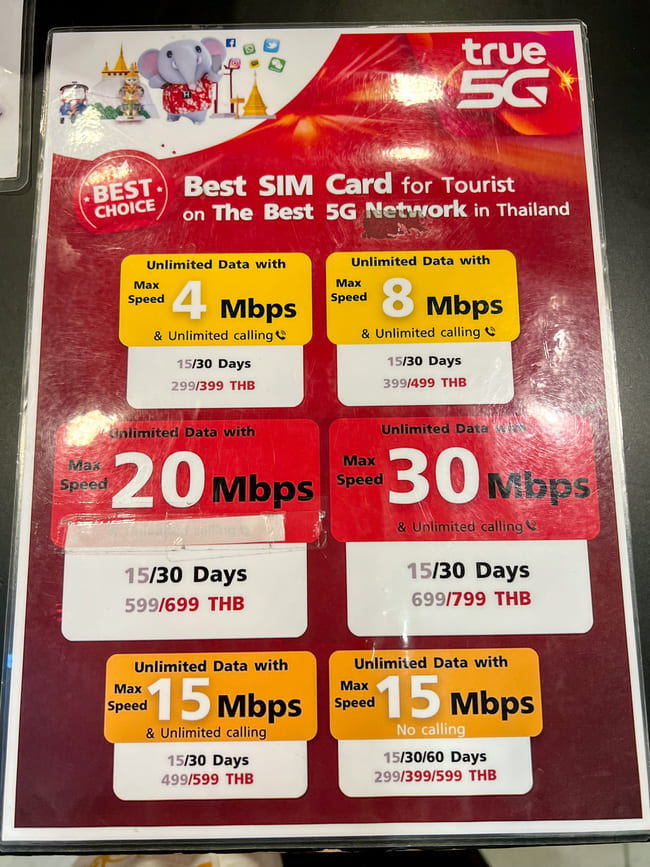 true
5G
BEST
CHOICE
Best SIM Card for Tourist
on The Best 5G Network in Thailand
Unlimited Data with
Max
Speed
4 Mbps
& Unlimited calling
15/30 Days
299/399 THB
Unlimited Data with
Max
Speed
8 Mbps
& Unlimited calling
15/30 Days
399/499 THB
Unlimited Data with
Max
Speed
20 Mbps
15/30 Days
599/699 THB
Unlimited Data with
Max
Speed
30 Mbps
& Unlimited calling
15/30 Days
699/799 THB
Unlimited Data with
Max
Speed
15 Mbps
& Unlimited calling
15/30 Days
499/599 THB
Unlimited Data with
Max
Speed
15 Mbps
No calling
15/30/60 Days
299/399/599 THB